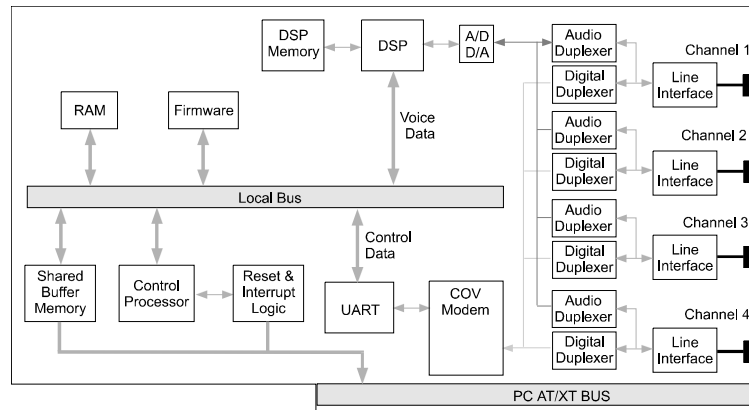 DSP
Memory
DSP
A/D
D/A
Audio
Duplexer
Channel 1
Digital
Duplexer
Line
Interface
RAM
Firmware
Voice
Data
Audio
Duplexer
Channel 2
Digital
Duplexer
Line
Interface
Local Bus
Audio
Duplexer
Channel 3
Digital
Duplexer
Line
Interface
Control
Data
Shared
Buffer
Memory
Control
Processor
Reset &
Interrupt
Logic
UART
COV
Modem
Audio
Duplexer
Channel 4
Digital
Duplexer
Line
Interface
PC AT/XT BUS